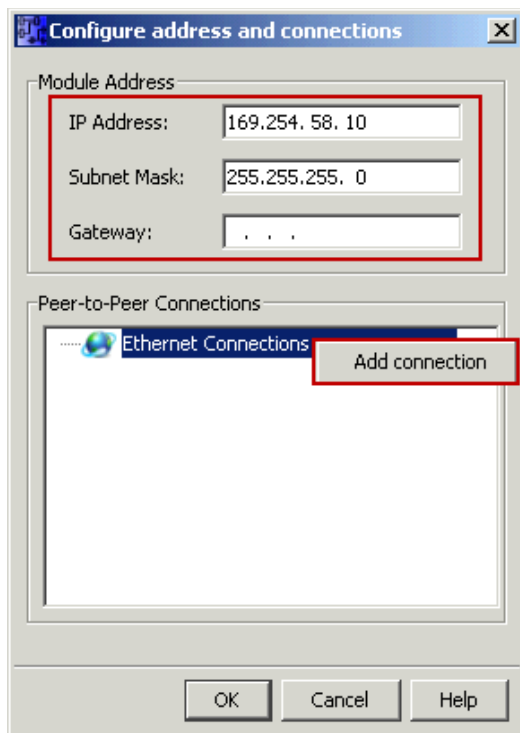 Configure address and connections
Module Address
IP Address: 169.254. 58. 10
Subnet Mask: 255.255.255. 0
Gateway: . . .
Peer-to-Peer Connections
Ethernet Connections
Add connection
OK Cancel Help